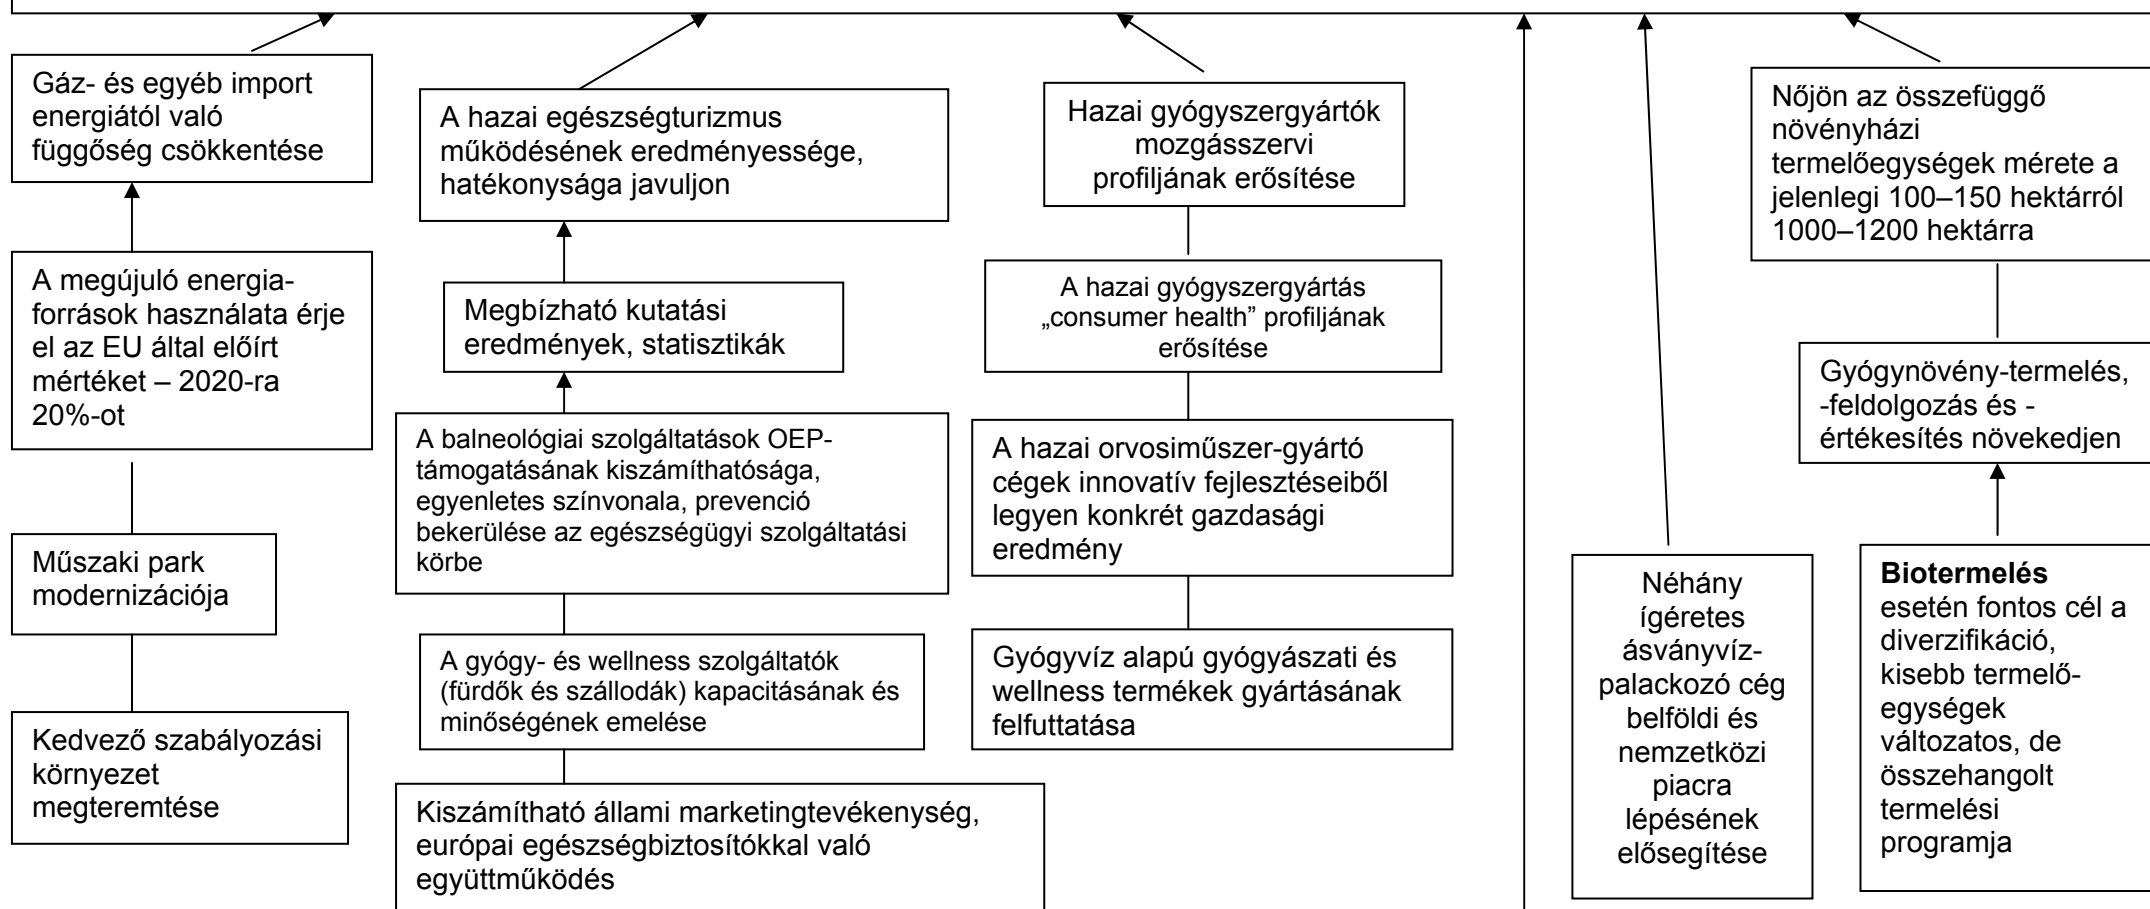 Gáz- és egyéb import
energiától való
függőség csökkentése
A megújuló energia-
források használata érje
el az EU által előírt
mértéket – 2020-ra
20%-ot
Műszaki park
modernizációja
Kedvező szabályozási
környezet
megteremtése
A hazai egészségturizmus
működésének eredményessége,
hatékonysága javuljon
Megbízható kutatási
eredmények, statisztikák
A balneológiai szolgáltatások OEP-
támogatásának kiszámíthatósága,
egyenletes színvonala, prevenció
bekerülése az egészségügyi szolgáltatási
körbe
A gyógy- és wellness szolgáltatók
(fürdők és szállodák) kapacitásának és
minőségének emelése
Kiszámítható állami marketingtevékenység,
európai egészségbiztosítókkal való
együttműködés
Hazai gyógyszergyártók
mozgásszervi
profiljának erősítése
A hazai gyógyszergyártás
„consumer health” profiljának
erősítése
A hazai orvosiműszer-gyártó
cégek innovatív fejlesztéseiből
legyen konkrét gazdasági
eredmény
Gyógyvíz alapú gyógyászati és
wellness termékek gyártásának
felfuttatása
Néhány
ígéretes
ásványvíz-
palackozó cég
belföldi és
nemzetközi
piacra
lépésének
elősegítése
Nőjön az összefüggő
növényházi
termelőegységek mérete a
jelenlegi 100–150 hektárról
1000–1200 hektárra
Gyógynövény-termelés,
-feldolgozás és -
értékesítés növekedjen
Biotermelés
esetén fontos cél a
diverzifikáció,
kisebb termelő-
egységek
változatos, de
összehangolt
termelési
programja